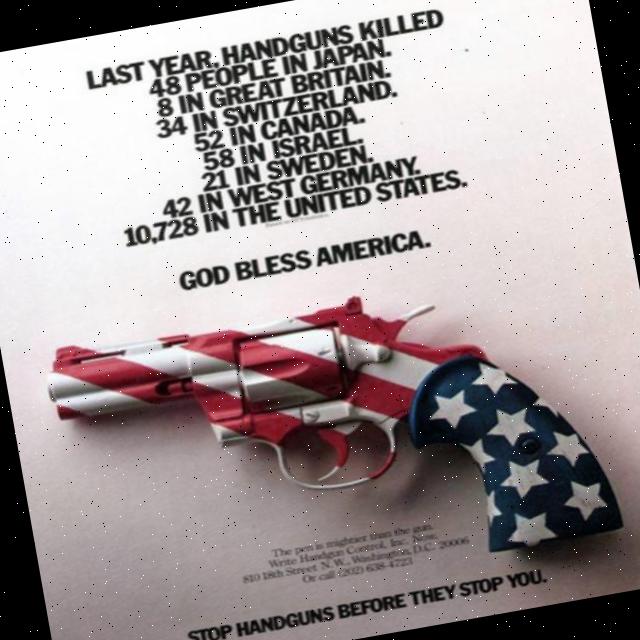 LAST YEAR, HANDGUNS KILLED
48 PEOPLE IN JAPAN.
8 IN GREAT BRITAIN.
34 IN SWITZERLAND.
52 IN CANADA.
58 IN ISRAEL.
21 IN SWEDEN.
42 IN WEST GERMANY.
10,728 IN THE UNITED STATES.
GOD BLESS AMERICA.
The pen is mightier than the gun.
Write Handgun Control, Inc. Now.
810 18th Street N.W., Washington, D.C. 20006
Or call (202) 638-4723
STOP HANDGUNS BEFORE THEY STOP YOU.